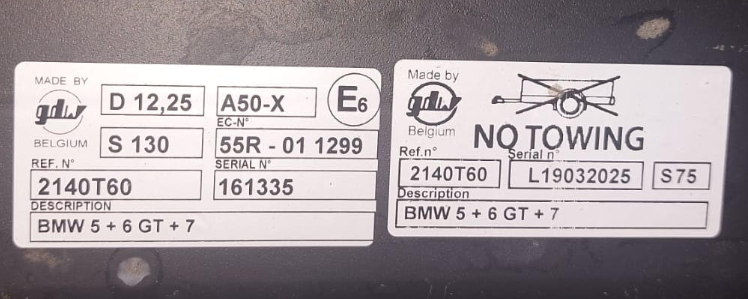 MADE BY
gdw
BELGIUM
D 12,25
A50-X
E6
EC-N°
S 130
55R - 01 1299
REF. N°
SERIAL N°
2140T60
161335
DESCRIPTION
BMW 5 + 6 GT + 7
Made by
gdw
Belgium
NO TOWING
Ref.n°
Serial n°
2140T60
L19032025
S75
Description
BMW 5 + 6 GT + 7